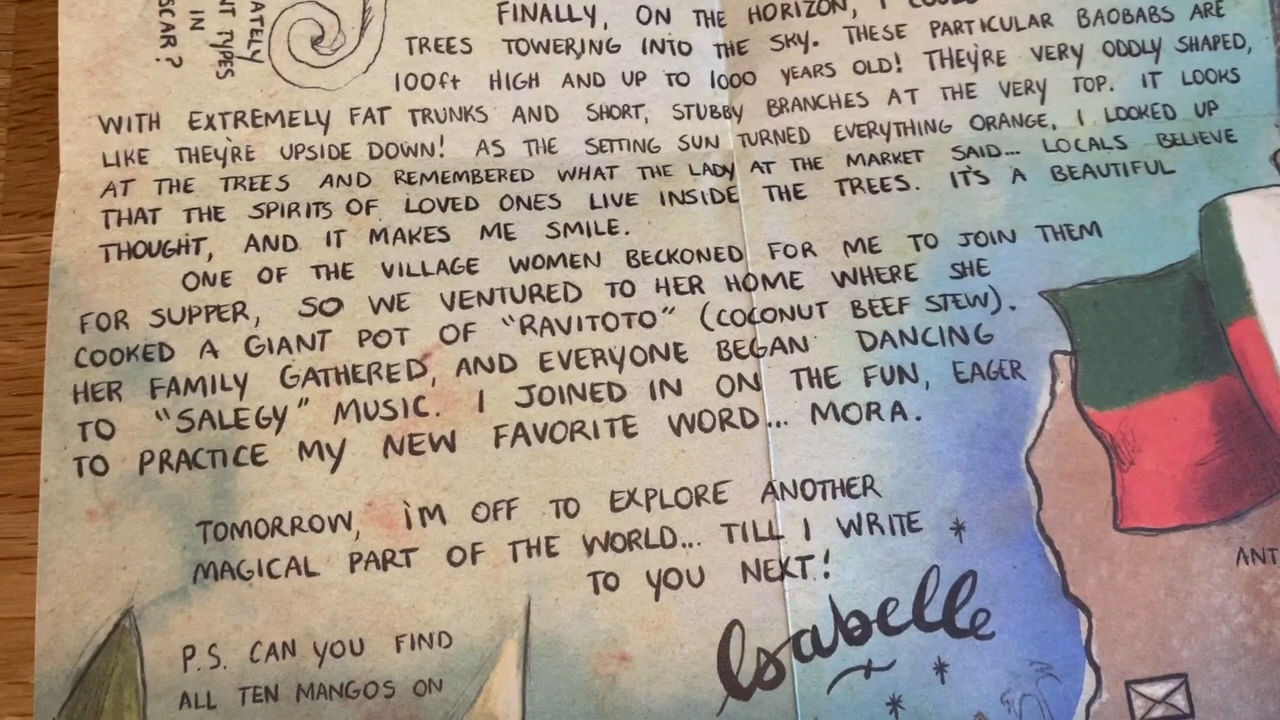 ATELY
IN
NT TYPES
SCAR?
FINALLY, ON THE HORIZON, I COULD
TREES TOWERING INTO THE SKY. THESE PARTICULAR BAOBABS ARE
100ft HIGH AND UP TO 1000 YEARS OLD! THEY'RE VERY ODDLY SHAPED,
WITH EXTREMELY FAT TRUNKS AND SHORT, STUBBY BRANCHES AT THE VERY TOP. IT LOOKS
LIKE THEY'RE UPSIDE DOWN! AS THE SETTING SUN TURNED EVERYTHING ORANGE, I LOOKED UP
AT THE TREES AND REMEMBERED WHAT THE LADY AT THE MARKET SAID... LOCALS BELIEVE
THAT THE SPIRITS OF LOVED ONES LIVE INSIDE THE TREES. IT'S A BEAUTIFUL
THOUGHT, AND IT MAKES ME SMILE.
ONE OF THE VILLAGE WOMEN BECKONED FOR ME TO JOIN THEM
FOR SUPPER, SO WE VENTURED TO HER HOME WHERE SHE
COOKED A GIANT POT OF "RAVITOTO" (COCONUT BEEF STEW).
HER FAMILY GATHERED, AND EVERYONE BEGAN DANCING
TO "SALEGY" MUSIC. I JOINED IN ON THE FUN, EAGER
TO PRACTICE MY NEW FAVORITE WORD... MORA.
TOMORROW, I'M OFF TO EXPLORE ANOTHER
MAGICAL PART OF THE WORLD... TILL I WRITE
TO YOU NEXT!
Isabelle
P.S. CAN YOU FIND
ALL TEN MANGOS ON
ANT